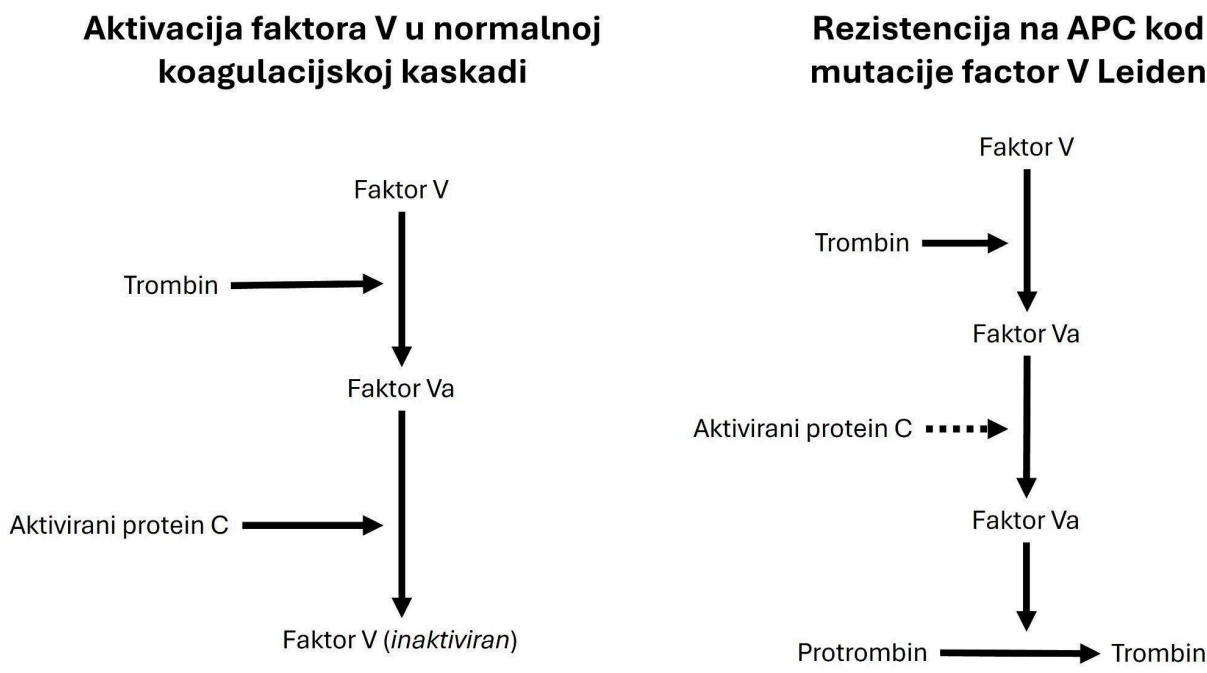 Aktivacija faktora V u normalnoj
koagulacijskoj kaskadi
Faktor V
Trombin
Faktor Va
Aktivirani protein C
Faktor V (inaktiviran)
Rezistencija na APC kod
mutacije factor V Leiden
Faktor V
Trombin
Faktor Va
Aktivirani protein C
Faktor Va
Protrombin
Trombin